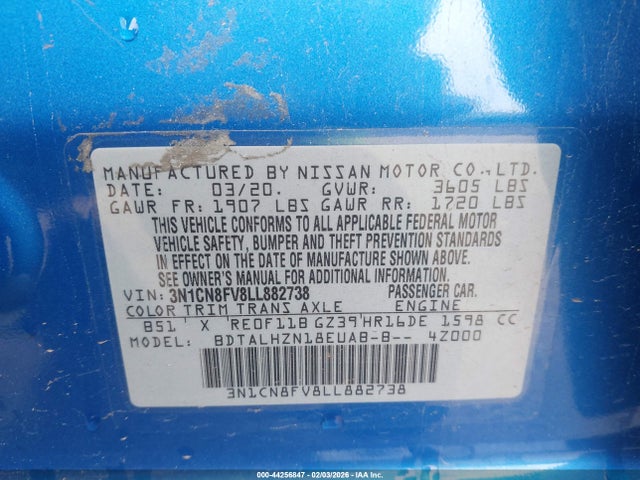 MANUFACTURED BY NISSAN MOTOR CO., LTD.
DATE: 03/20. GVWR: 3605 LBS
GAWR FR: 1907 LBS GAWR RR: 1720 LBS
THIS VEHICLE CONFORMS TO ALL APPLICABLE FEDERAL MOTOR
VEHICLE SAFETY, BUMPER AND THEFT PREVENTION STANDARDS
IN EFFECT ON THE DATE OF MANUFACTURE SHOWN ABOVE.
SEE OWNER'S MANUAL FOR ADDITIONAL INFORMATION.
VIN: 3N1CN8FV8LL882738 PASSENGER CAR.
COLOR TRIM TRANS AXLE ENGINE
B51 X RE0F11B GZ39 HR16DE 1598 CC
MODEL: BDTALHZN18EUAB-B-- 4Z000
3N1CN8FV8LL882738
000-44256847 - 02/03/2026 - IAA Inc.